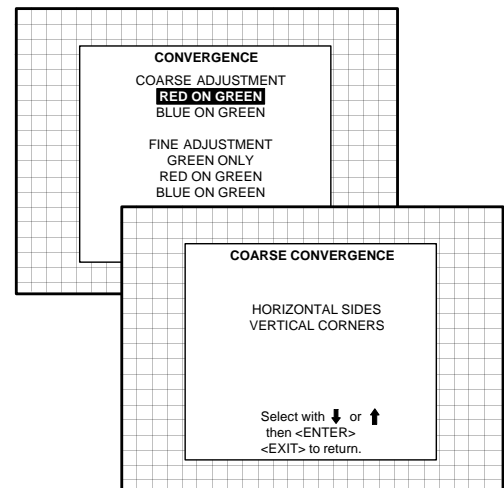 CONVERGENCE
COARSE ADJUSTMENT
RED ON GREEN
BLUE ON GREEN
FINE ADJUSTMENT
GREEN ONLY
RED ON GREEN
BLUE ON GREEN
COARSE CONVERGENCE
HORIZONTAL SIDES
VERTICAL CORNERS
Select with ⬇ or ⬆
then <ENTER>
<EXIT> to return.